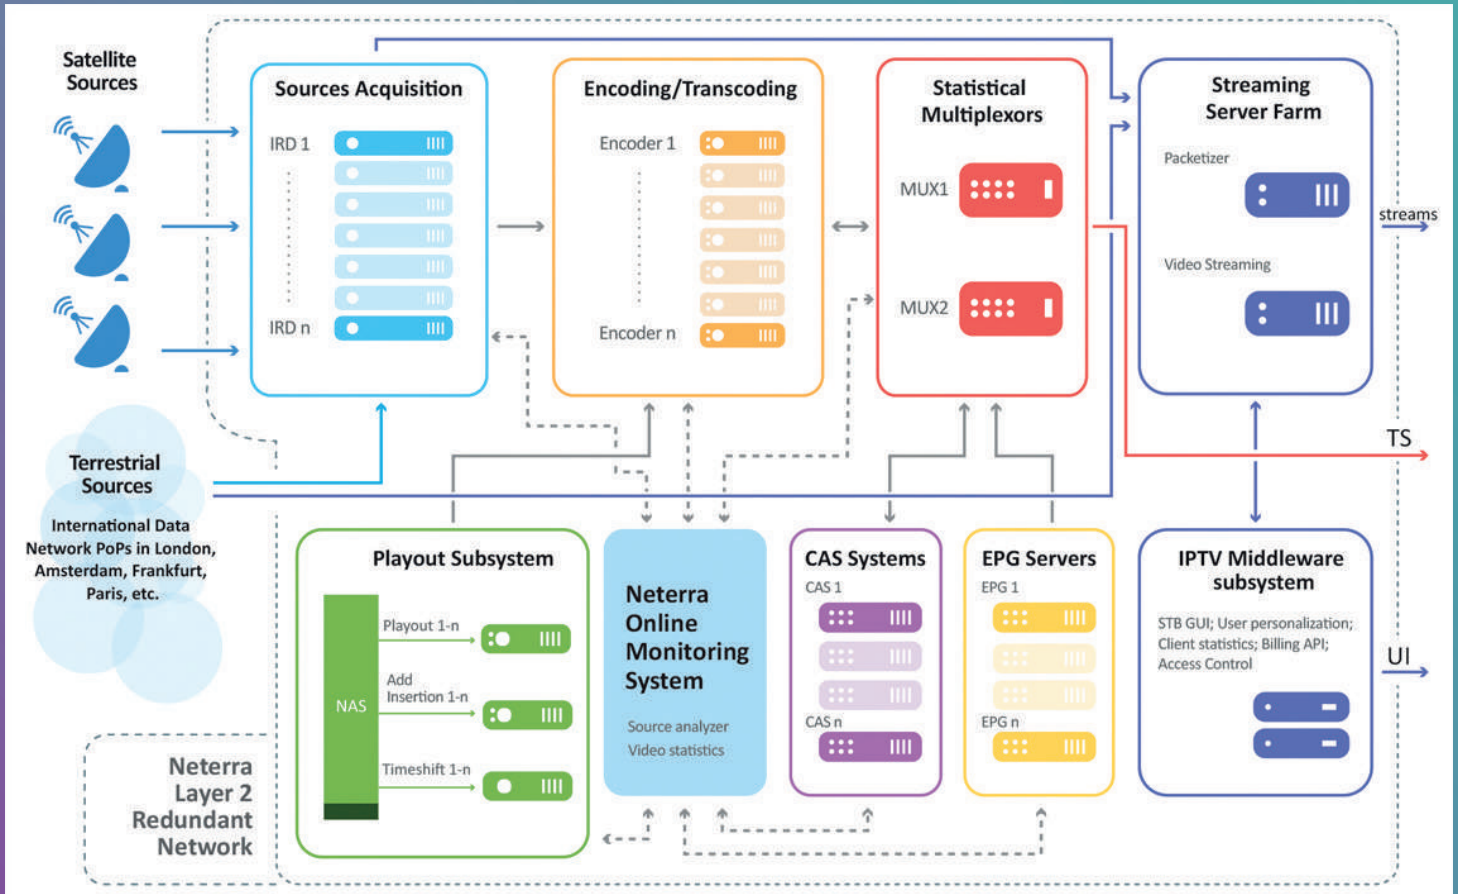 Satellite
Sources
Sources Acquisition
IRD 1
IRD n
Encoding/Transcoding
Encoder 1
Encoder n
Statistical
Multiplexors
MUX1
MUX2
Streaming
Server Farm
Packetizer
Video Streaming
streams
TS
Terrestrial
Sources
International Data
Network PoPs in London,
Amsterdam, Frankfurt,
Paris, etc.
Playout Subsystem
NAS
Playout 1-n
Add
Insertion 1-n
Timeshift 1-n
Neterra
Online
Monitoring
System
Source analyzer
Video statistics
CAS Systems
CAS 1
CAS n
EPG Servers
EPG 1
EPG n
IPTV Middleware
subsystem
STB GUI; User personalization;
Client statistics; Billing API;
Access Control
UI
Neterra
Layer 2
Redundant
Network